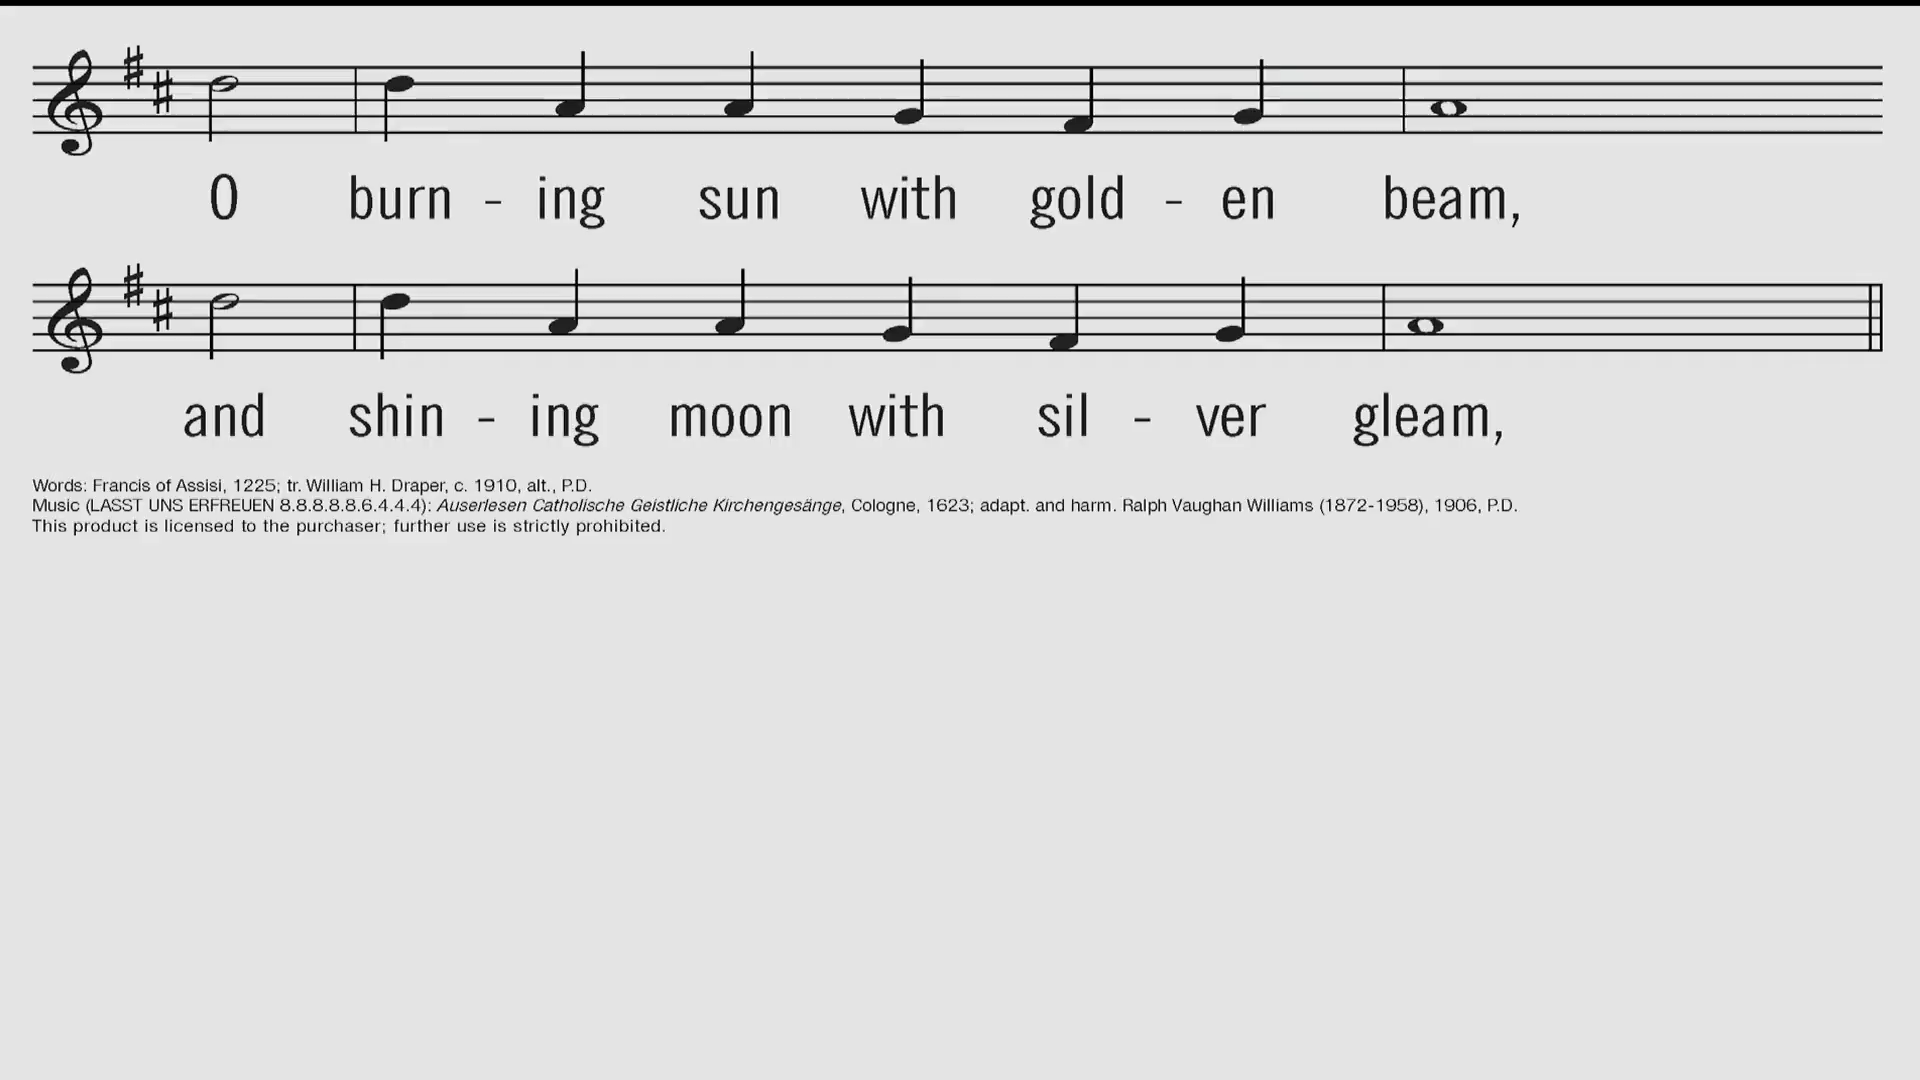 O burn - ing sun with gold - en beam,
and shin - ing moon with sil - ver gleam,
Words: Francis of Assisi, 1225; tr. William H. Draper, c. 1910, alt., P.D.
Music (LASST UNS ERFREUEN 8.8.8.8.8.6.4.4.4): Auserlesen Catholische Geistliche Kirchengesänge, Cologne, 1623; adapt. and harm. Ralph Vaughan Williams (1872-1958), 1906, P.D.
This product is licensed to the purchaser; further use is strictly prohibited.